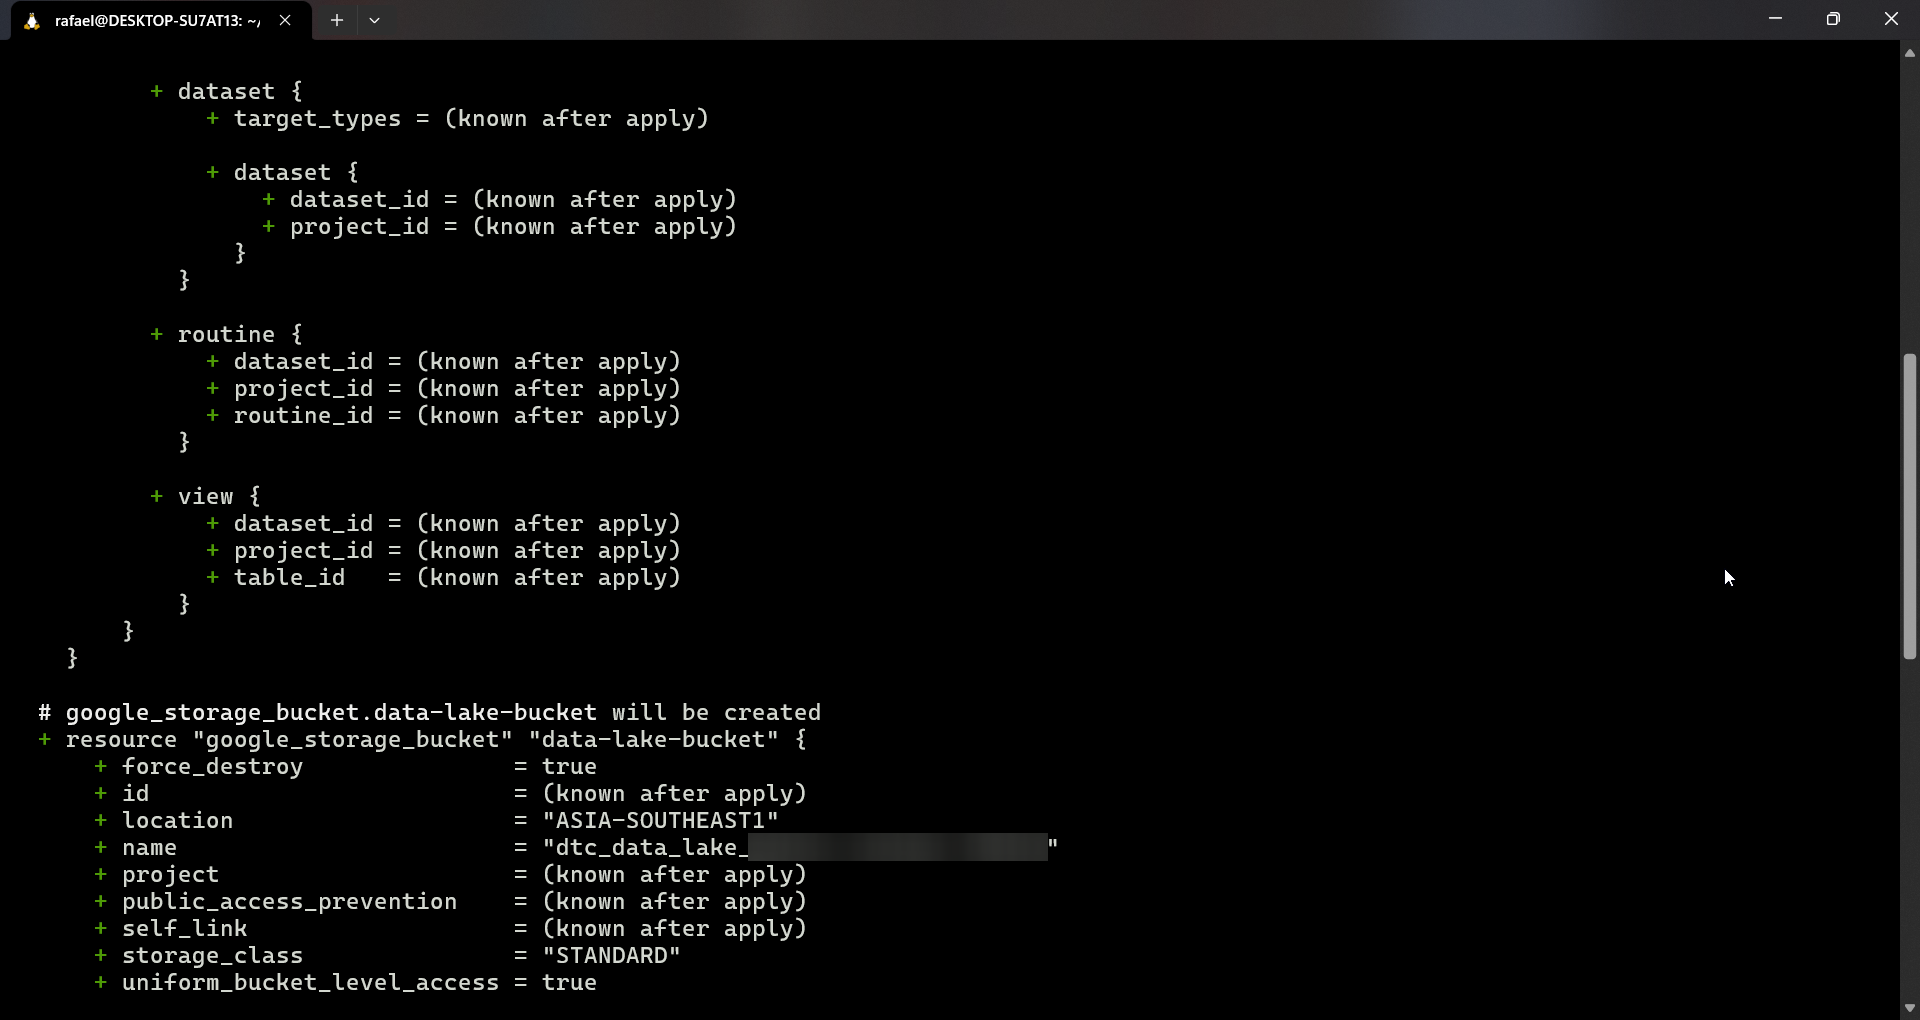 rafael@DESKTOP-SU7AT13: ~/
+ dataset {
+ target_types = (known after apply)
+ dataset {
+ dataset_id = (known after apply)
+ project_id = (known after apply)
}
}
+ routine {
+ dataset_id = (known after apply)
+ project_id = (known after apply)
+ routine_id = (known after apply)
}
+ view {
+ dataset_id = (known after apply)
+ project_id = (known after apply)
+ table_id   = (known after apply)
}
}
}
# google_storage_bucket.data-lake-bucket will be created
+ resource "google_storage_bucket" "data-lake-bucket" {
+ force_destroy               = true
+ id                          = (known after apply)
+ location                    = "ASIA-SOUTHEAST1"
+ name                        = "dtc_data_lake_"
+ project                     = (known after apply)
+ public_access_prevention    = (known after apply)
+ self_link                   = (known after apply)
+ storage_class               = "STANDARD"
+ uniform_bucket_level_access = true